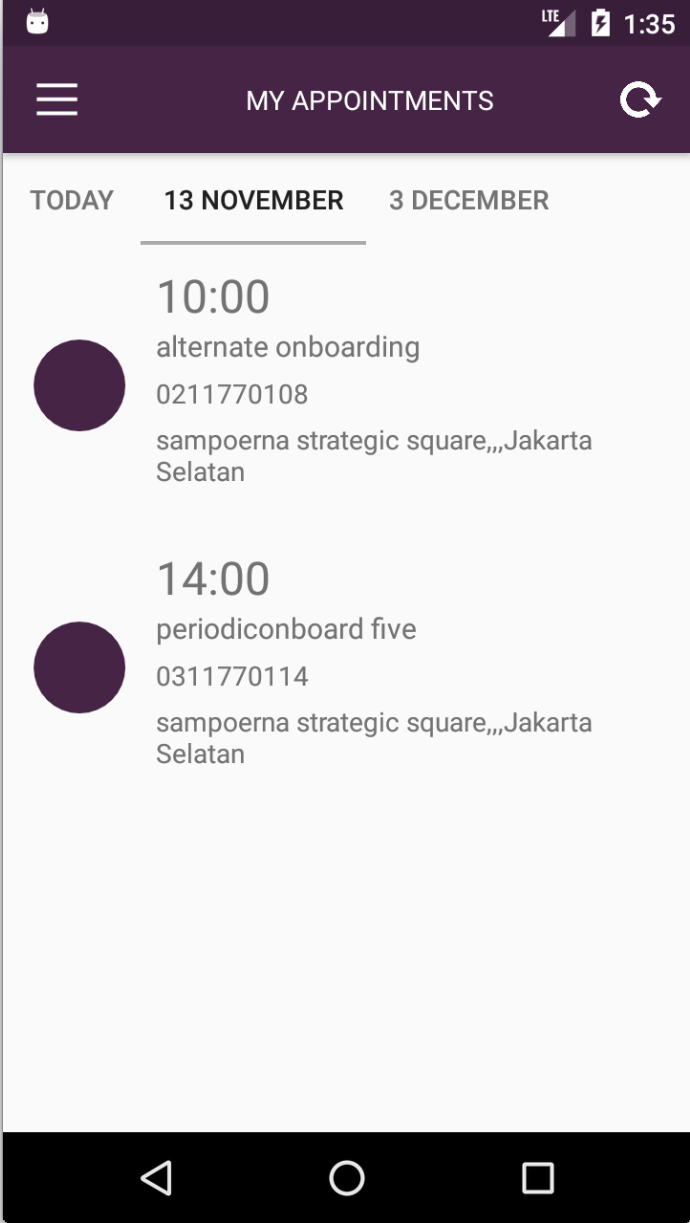 LTE 1:35
MY APPOINTMENTS
TODAY 13 NOVEMBER 3 DECEMBER
10:00
alternate onboarding
0211770108
sampoerna strategic square,,,Jakarta
Selatan
14:00
periodiconboard five
0311770114
sampoerna strategic square,,,Jakarta
Selatan